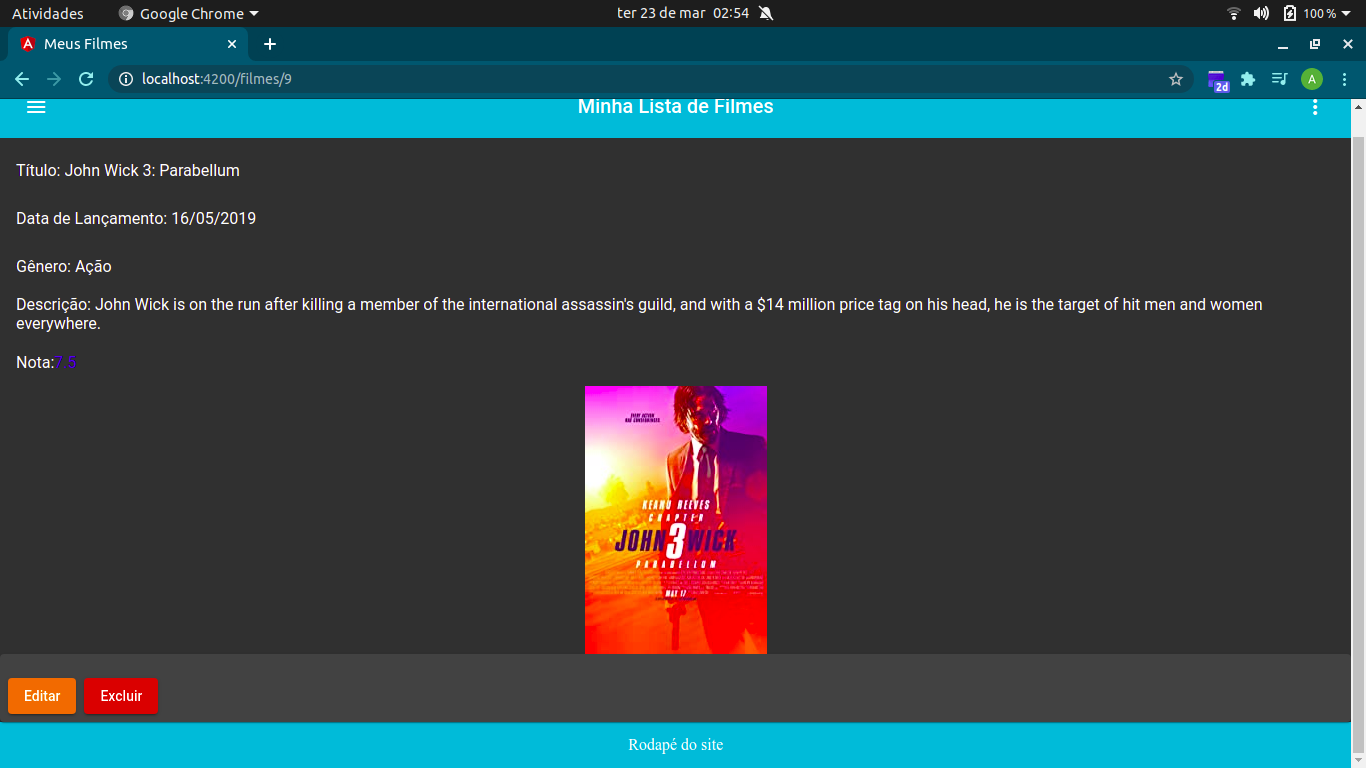 Atividades
Google Chrome
ter 23 de mar 02:54
100 %
Meus Filmes
localhost:4200/filmes/9
2d
A
Minha Lista de Filmes
Título: John Wick 3: Parabellum
Data de Lançamento: 16/05/2019
Gênero: Ação
Descrição: John Wick is on the run after killing a member of the international assassin's guild, and with a $14 million price tag on his head, he is the target of hit men and women
everywhere.
Nota:7.5
EVERY ACTION
HAS CONSEQUENCES
KEANU REEVES
CHAPTER
JOHN 3 WICK
PARABELLUM
MAY 17
Editar
Excluir
Rodapé do site